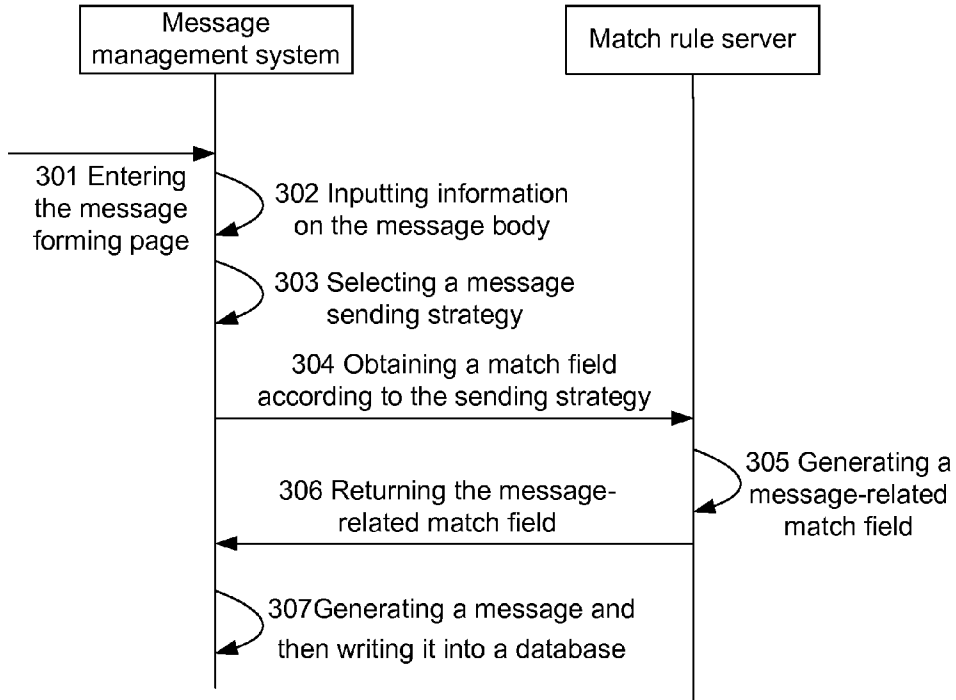 Message
management system
Match rule server
301 Entering
the message
forming page
302 Inputting information
on the message body
303 Selecting a message
sending strategy
304 Obtaining a match field
according to the sending strategy
305 Generating a
message-related
match field
306 Returning the message-
related match field
307Generating a message and
then writing it into a database